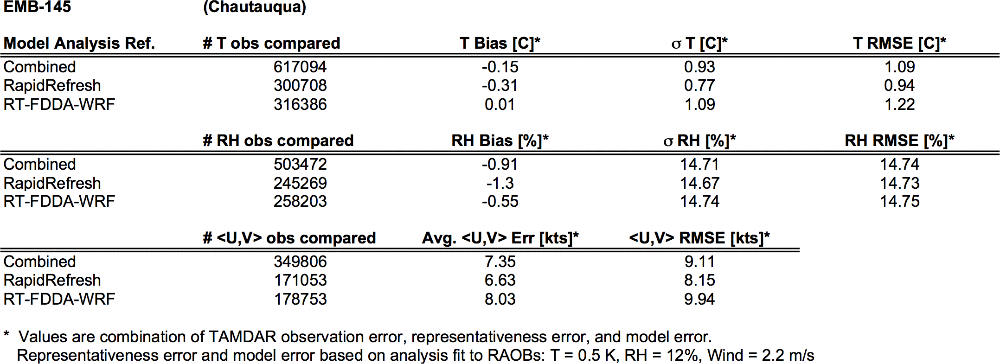 EMB-145 (Chautauqua)
Model Analysis Ref. # T obs compared T Bias [C]* σ T [C]* T RMSE [C]*
Combined 617094 -0.15 0.93 1.09
RapidRefresh 300708 -0.31 0.77 0.94
RT-FDDA-WRF 316386 0.01 1.09 1.22
# RH obs compared RH Bias [%]* σ RH [%]* RH RMSE [%]*
Combined 503472 -0.91 14.71 14.74
RapidRefresh 245269 -1.3 14.67 14.73
RT-FDDA-WRF 258203 -0.55 14.74 14.75
# <U,V> obs compared Avg. <U,V> Err [kts]* <U,V> RMSE [kts]*
Combined 349806 7.35 9.11
RapidRefresh 171053 6.63 8.15
RT-FDDA-WRF 178753 8.03 9.94
* Values are combination of TAMDAR observation error, representativeness error, and model error.
Representativeness error and model error based on analysis fit to RAOBs: T = 0.5 K, RH = 12%, Wind = 2.2 m/s